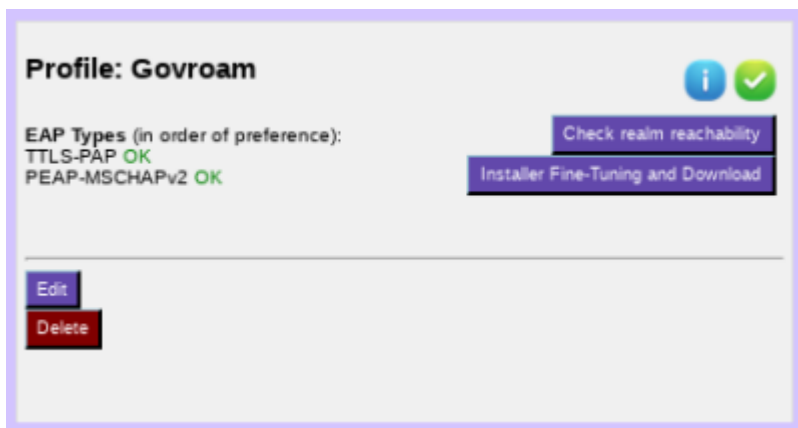 Profile: Govroam
EAP Types (in order of preference):
TTLS-PAP OK
PEAP-MSCHAPv2 OK
Check realm reachability
Installer Fine-Tuning and Download
Edit
Delete